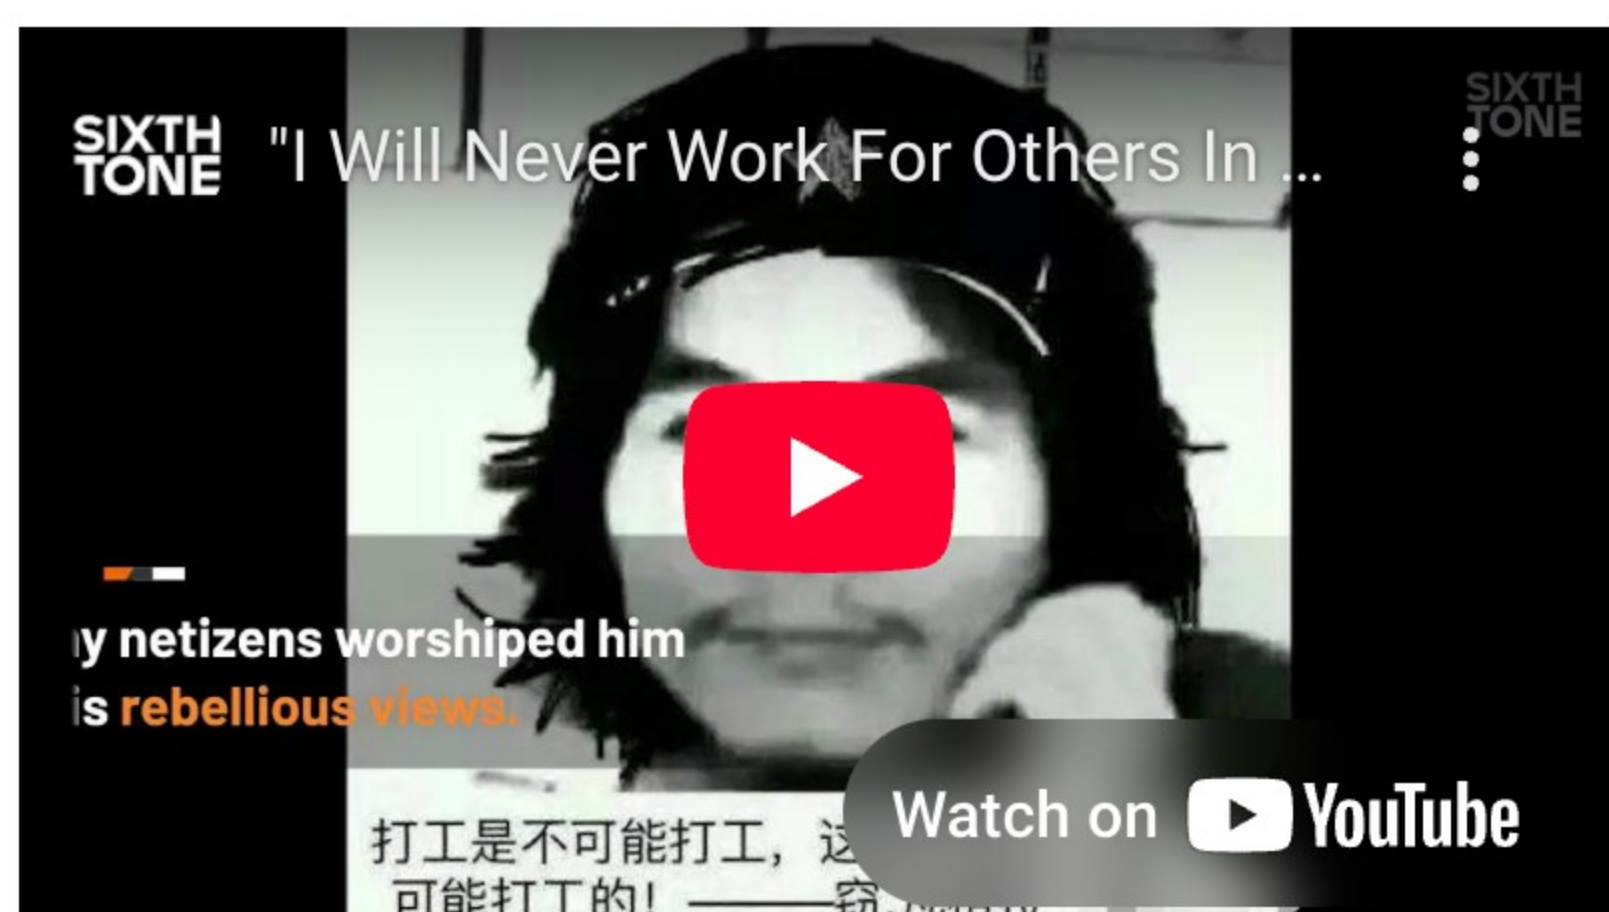 SIXTH
TONE
"I Will Never Work For Others In ...
SIXTH
TONE
y netizens worshiped him
is rebellious views.
打工是不可能打工，这
可能打工的！———窃
Watch on YouTube